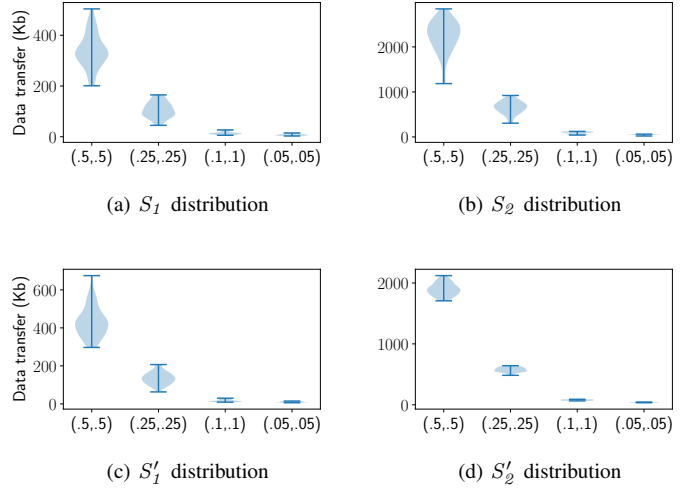 Data transfer (Kb)
400
200
0
(.5,.5) (.25,.25) (.1,.1) (.05,.05)
(a) S₁ distribution
2000
1000
0
(.5,.5) (.25,.25) (.1,.1) (.05,.05)
(b) S₂ distribution
Data transfer (Kb)
600
400
200
0
(.5,.5) (.25,.25) (.1,.1) (.05,.05)
(c) S′₁ distribution
2000
1000
0
(.5,.5) (.25,.25) (.1,.1) (.05,.05)
(d) S′₂ distribution